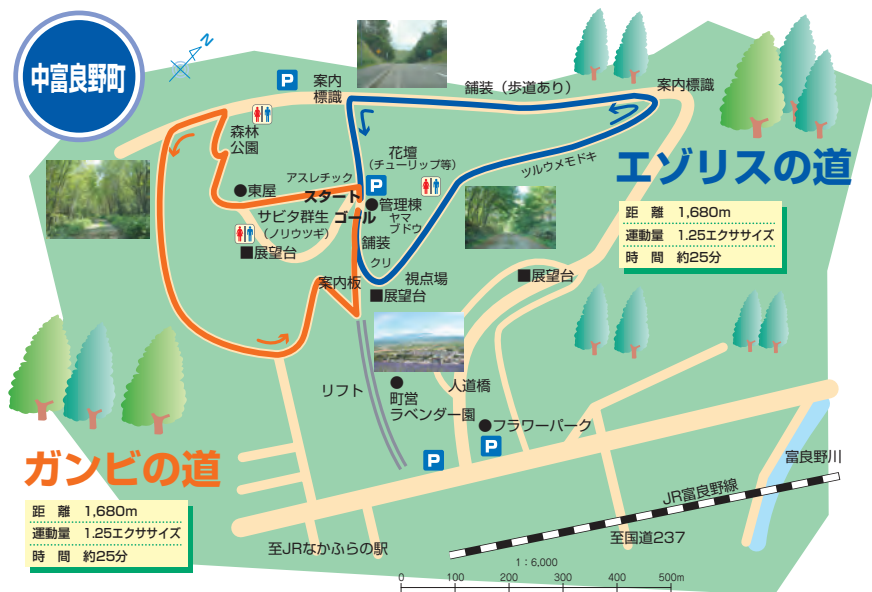 中富良野町
N
P
案内
標識
舗装（歩道あり）
案内標識
森林
公園
花壇
（チューリップ等）
ツルウメモドキ
エゾリスの道
アスレチック
P
東屋
スタート
管理棟
サビタ群生
ゴール
ヤマ
ブドウ
（ノリウツギ）
距　離　1,680m
運動量　1.25エクササイズ
時　間　約25分
舗装
展望台
クリ
案内板
視点場
展望台
展望台
リフト
町営
ラベンダー園
人道橋
フラワーパーク
P
P
ガンビの道
富良野川
JR富良野線
距　離　1,680m
運動量　1.25エクササイズ
時　間　約25分
至JRなかふらの駅
至国道237
1：6,000
0 100 200 300 400 500m